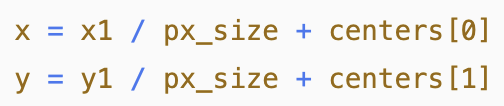 x = x1 / px_size + centers[0]
y = y1 / px_size + centers[1]